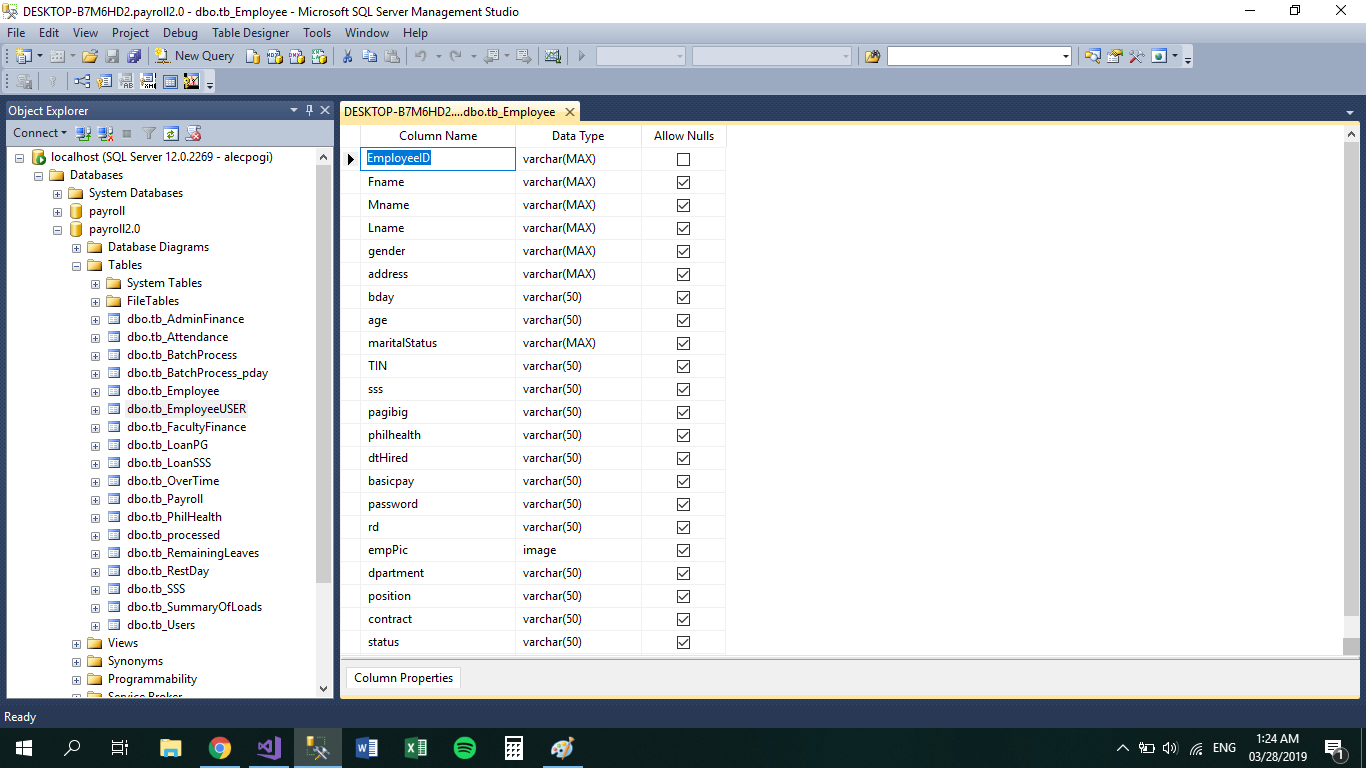 DESKTOP-B7M6HD2.payroll2.0 - dbo.tb_Employee - Microsoft SQL Server Management Studio
File Edit View Project Debug Table Designer Tools Window Help
New Query
Object Explorer
Connect
localhost (SQL Server 12.0.2269 - alecpogi)
Databases
System Databases
payroll
payroll2.0
Database Diagrams
Tables
System Tables
FileTables
dbo.tb_AdminFinance
dbo.tb_Attendance
dbo.tb_BatchProcess
dbo.tb_BatchProcess_pday
dbo.tb_Employee
dbo.tb_EmployeeUSER
dbo.tb_FacultyFinance
dbo.tb_LoanPG
dbo.tb_LoanSSS
dbo.tb_OverTime
dbo.tb_Payroll
dbo.tb_PhilHealth
dbo.tb_processed
dbo.tb_RemainingLeaves
dbo.tb_RestDay
dbo.tb_SSS
dbo.tb_SummaryOfLoads
dbo.tb_Users
Views
Synonyms
Programmability
Service Broker
DESKTOP-B7M6HD2....dbo.tb_Employee
Column Name Data Type Allow Nulls
EmployeeID varchar(MAX)
Fname varchar(MAX)
Mname varchar(MAX)
Lname varchar(MAX)
gender varchar(MAX)
address varchar(MAX)
bday varchar(50)
age varchar(50)
maritalStatus varchar(MAX)
TIN varchar(50)
sss varchar(50)
pagibig varchar(50)
philhealth varchar(50)
dtHired varchar(50)
basicpay varchar(50)
password varchar(50)
rd varchar(50)
empPic image
dpartment varchar(50)
position varchar(50)
contract varchar(50)
status varchar(50)
Column Properties
Ready
ENG
1:24 AM
03/28/2019
1